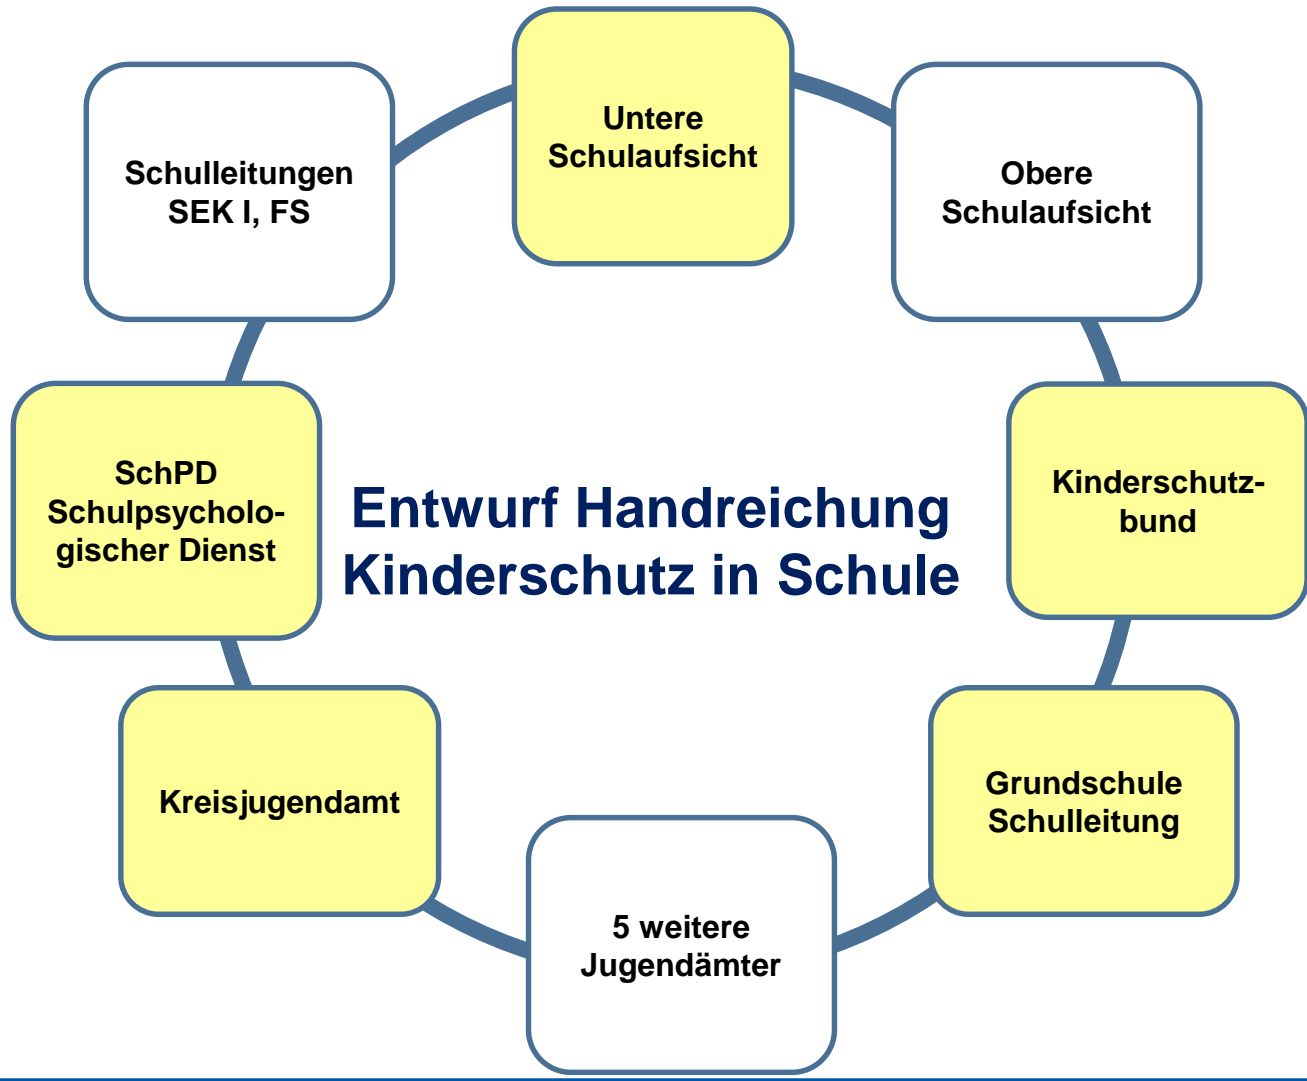 Untere
Schulaufsicht
Obere
Schulaufsicht
Kinderschutz-
bund
Grundschule
Schulleitung
5 weitere
Jugendämter
Kreisjugendamt
SchPD
Schulpsycholo-
gischer Dienst
Schulleitungen
SEK I, FS
Entwurf Handreichung
Kinderschutz in Schule